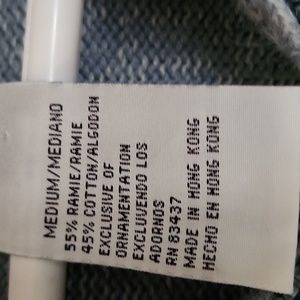 MEDIUM/MEDIANO
55% RAMIE/RAMIE
45% COTTON/ALGODON
EXCLUSIVE OF
ORNAMENTATION
EXCLUVENDO LOS
ADORNOS
RN 83437
MADE IN HONG KONG
HECHO EN HONG KONG